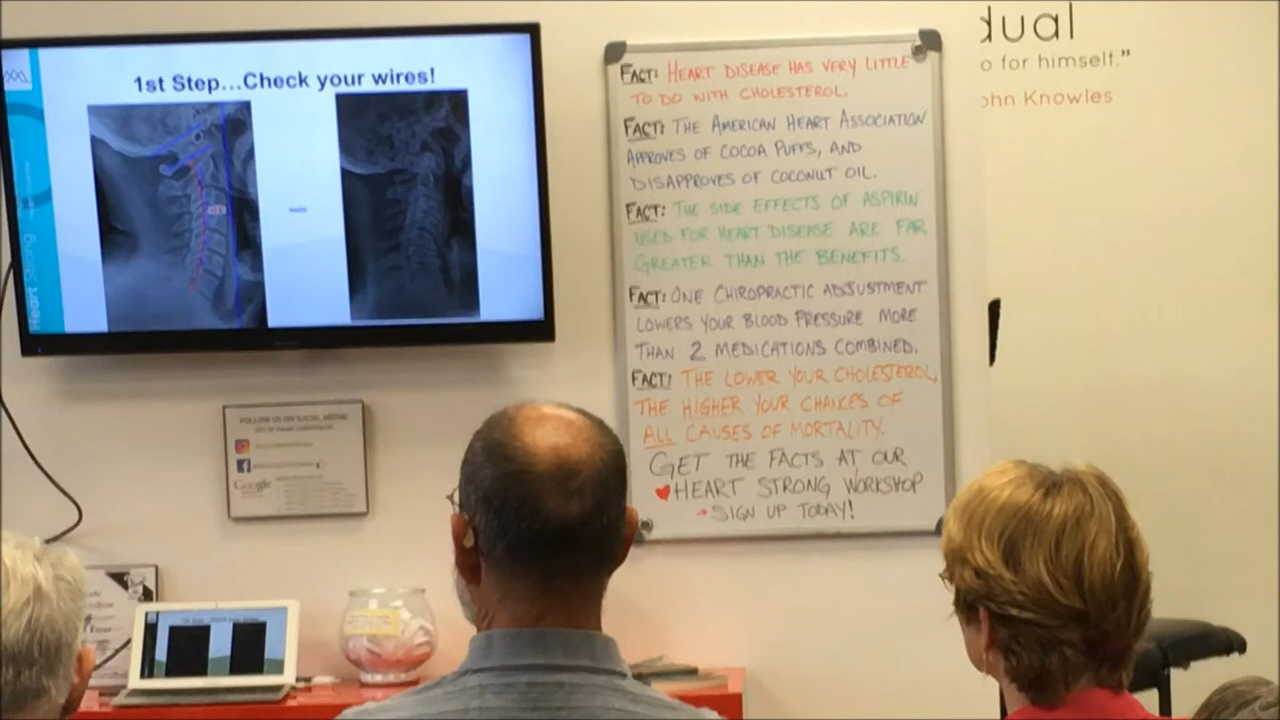 1st Step...Check your wires!
Heart Strong
FACT: HEART DISEASE HAS VERY LITTLE
TO DO WITH CHOLESTEROL.
FACT: THE AMERICAN HEART ASSOCIATION
APPROVES OF COCOA PUFFS, AND
DISAPPROVES OF COCONUT OIL.
FACT: THE SIDE EFFECTS OF ASPIRIN
USED FOR HEART DISEASE ARE FAR
GREATER THAN THE BENEFITS.
FACT: ONE CHIROPRACTIC ADJUSTMENT
LOWERS YOUR BLOOD PRESSURE MORE
THAN 2 MEDICATIONS COMBINED.
FACT: THE LOWER YOUR CHOLESTEROL,
THE HIGHER YOUR CHANCES OF
ALL CAUSES OF MORTALITY.
GET THE FACTS AT OUR
HEART STRONG WORKSHOP
→ SIGN UP TODAY!
dual
o for himself."
ohn Knowles
FOLLOW US ON SOCIAL MEDIA
Google